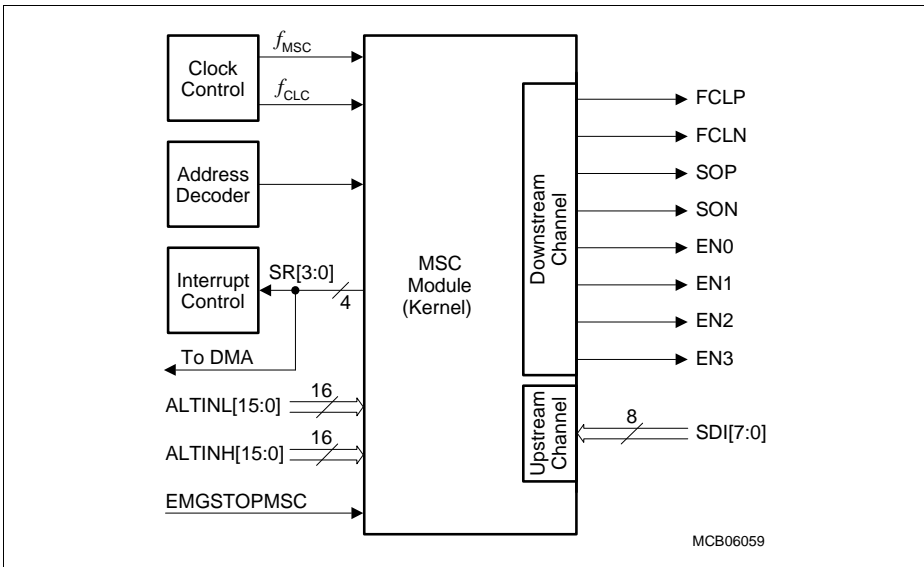 Clock
Control
fMSC
fCLC
Address
Decoder
Interrupt
Control
SR[3:0]
4
To DMA
ALTINL[15:0]
16
ALTINH[15:0]
16
EMGSTOPMSC
MSC
Module
(Kernel)
Downstream
Channel
Upstream
Channel
FCLP
FCLN
SOP
SON
EN0
EN1
EN2
EN3
8
SDI[7:0]
MCB06059